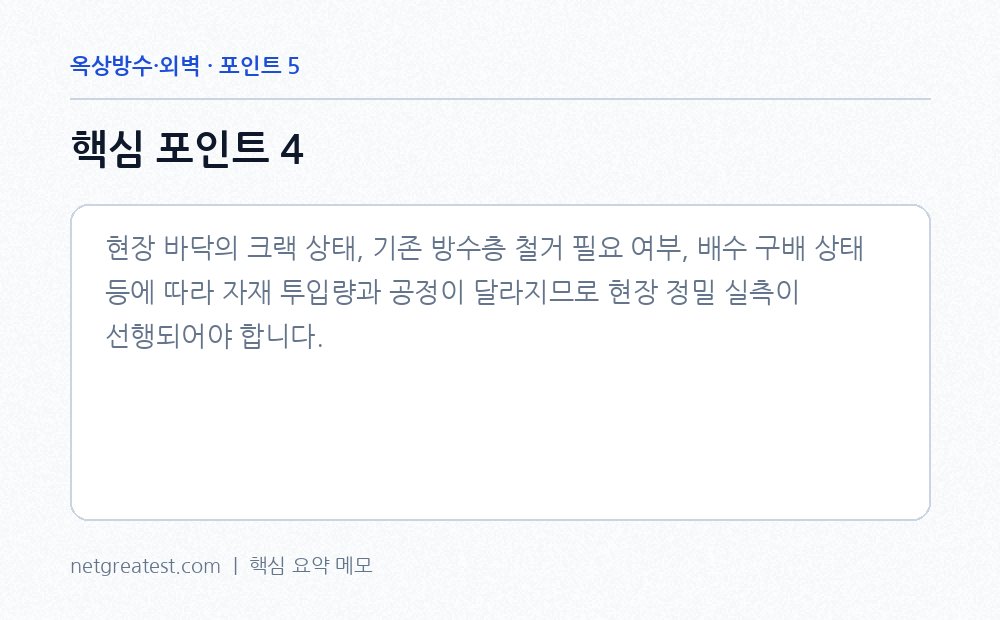 옥상방수·외벽 · 포인트 5
핵심 포인트 4
현장 바닥의 크랙 상태, 기존 방수층 철거 필요 여부, 배수 구배 상태
등에 따라 자재 투입량과 공정이 달라지므로 현장 정밀 실측이
선행되어야 합니다.
netgreatest.com | 핵심 요약 메모